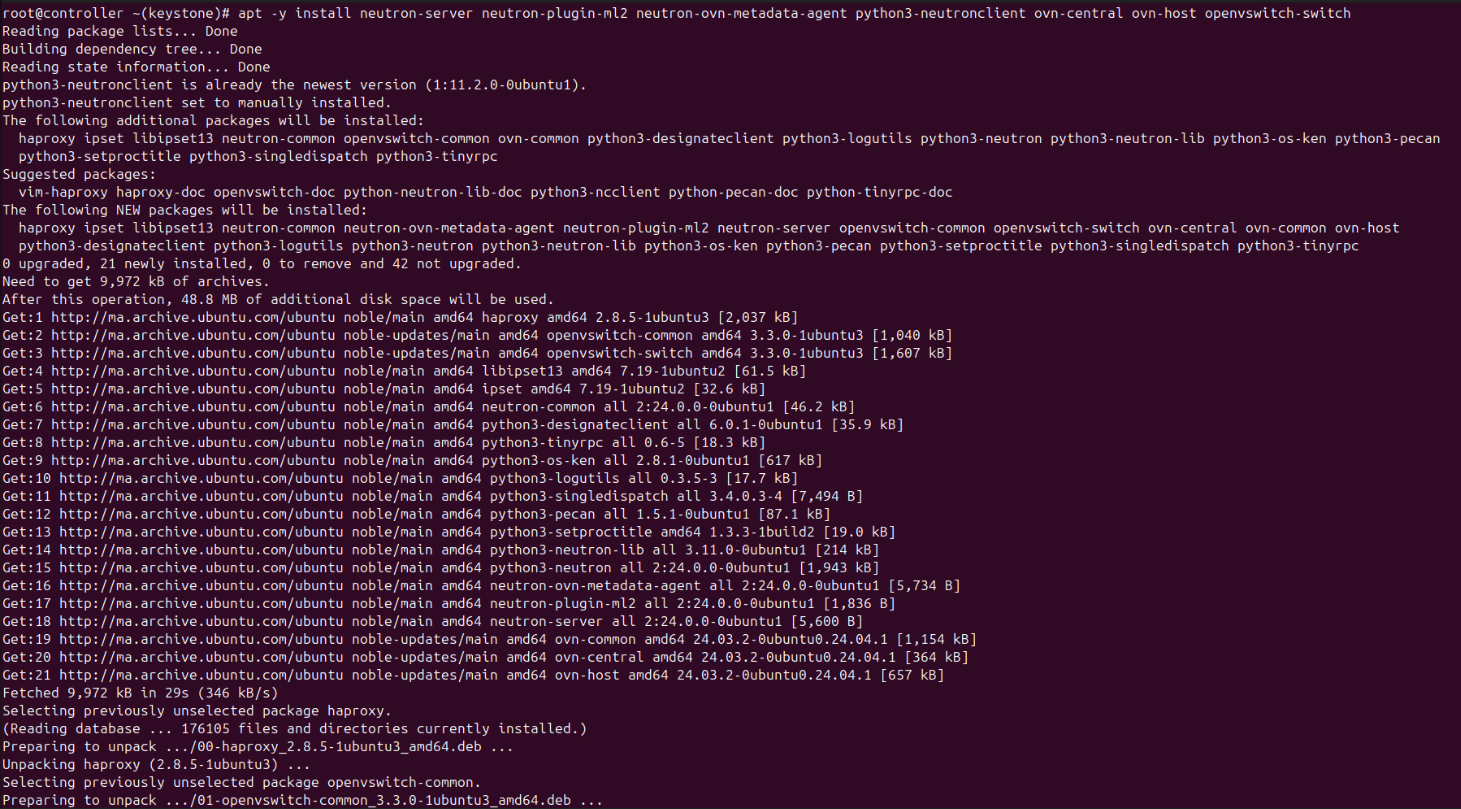 root@controller ~(keystone)# apt -y install neutron-server neutron-plugin-ml2 neutron-ovn-metadata-agent python3-neutronclient ovn-central ovn-host openvswitch-switch
Reading package lists... Done
Building dependency tree... Done
Reading state information... Done
python3-neutronclient is already the newest version (1:11.2.0-0ubuntu1).
python3-neutronclient set to manually installed.
The following additional packages will be installed:
  haproxy ipset libipset13 neutron-common openvswitch-common ovn-common python3-designateclient python3-logutils python3-neutron python3-neutron-lib python3-os-ken python3-pecan
  python3-setproctitle python3-singledispatch python3-tinyrpc
Suggested packages:
  vim-haproxy haproxy-doc openvswitch-doc python-neutron-lib-doc python3-ncclient python-pecan-doc python-tinyrpc-doc
The following NEW packages will be installed:
  haproxy ipset libipset13 neutron-common neutron-ovn-metadata-agent neutron-plugin-ml2 neutron-server openvswitch-common openvswitch-switch ovn-central ovn-common ovn-host
  python3-designateclient python3-logutils python3-neutron python3-neutron-lib python3-os-ken python3-pecan python3-setproctitle python3-singledispatch python3-tinyrpc
0 upgraded, 21 newly installed, 0 to remove and 42 not upgraded.
Need to get 9,972 kB of archives.
After this operation, 48.8 MB of additional disk space will be used.
Get:1 http://ma.archive.ubuntu.com/ubuntu noble/main amd64 haproxy amd64 2.8.5-1ubuntu3 [2,037 kB]
Get:2 http://ma.archive.ubuntu.com/ubuntu noble-updates/main amd64 openvswitch-common amd64 3.3.0-1ubuntu3 [1,040 kB]
Get:3 http://ma.archive.ubuntu.com/ubuntu noble-updates/main amd64 openvswitch-switch amd64 3.3.0-1ubuntu3 [1,607 kB]
Get:4 http://ma.archive.ubuntu.com/ubuntu noble/main amd64 libipset13 amd64 7.19-1ubuntu2 [61.5 kB]
Get:5 http://ma.archive.ubuntu.com/ubuntu noble/main amd64 ipset amd64 7.19-1ubuntu2 [32.6 kB]
Get:6 http://ma.archive.ubuntu.com/ubuntu noble/main amd64 neutron-common all 2:24.0.0-0ubuntu1 [46.2 kB]
Get:7 http://ma.archive.ubuntu.com/ubuntu noble/main amd64 python3-designateclient all 6.0.1-0ubuntu1 [35.9 kB]
Get:8 http://ma.archive.ubuntu.com/ubuntu noble/main amd64 python3-tinyrpc all 0.6-5 [18.3 kB]
Get:9 http://ma.archive.ubuntu.com/ubuntu noble/main amd64 python3-os-ken all 2.8.1-0ubuntu1 [617 kB]
Get:10 http://ma.archive.ubuntu.com/ubuntu noble/main amd64 python3-logutils all 0.3.5-3 [17.7 kB]
Get:11 http://ma.archive.ubuntu.com/ubuntu noble/main amd64 python3-singledispatch all 3.4.0.3-4 [7,494 B]
Get:12 http://ma.archive.ubuntu.com/ubuntu noble/main amd64 python3-pecan all 1.5.1-0ubuntu1 [87.1 kB]
Get:13 http://ma.archive.ubuntu.com/ubuntu noble/main amd64 python3-setproctitle amd64 1.3.3-1build2 [19.0 kB]
Get:14 http://ma.archive.ubuntu.com/ubuntu noble/main amd64 python3-neutron-lib all 3.11.0-0ubuntu1 [214 kB]
Get:15 http://ma.archive.ubuntu.com/ubuntu noble/main amd64 python3-neutron all 2:24.0.0-0ubuntu1 [1,943 kB]
Get:16 http://ma.archive.ubuntu.com/ubuntu noble/main amd64 neutron-ovn-metadata-agent all 2:24.0.0-0ubuntu1 [5,734 B]
Get:17 http://ma.archive.ubuntu.com/ubuntu noble/main amd64 neutron-plugin-ml2 all 2:24.0.0-0ubuntu1 [1,836 B]
Get:18 http://ma.archive.ubuntu.com/ubuntu noble/main amd64 neutron-server all 2:24.0.0-0ubuntu1 [5,600 B]
Get:19 http://ma.archive.ubuntu.com/ubuntu noble-updates/main amd64 ovn-common amd64 24.03.2-0ubuntu0.24.04.1 [1,154 kB]
Get:20 http://ma.archive.ubuntu.com/ubuntu noble-updates/main amd64 ovn-central amd64 24.03.2-0ubuntu0.24.04.1 [364 kB]
Get:21 http://ma.archive.ubuntu.com/ubuntu noble-updates/main amd64 ovn-host amd64 24.03.2-0ubuntu0.24.04.1 [657 kB]
Fetched 9,972 kB in 29s (346 kB/s)
Selecting previously unselected package haproxy.
(Reading database ... 176105 files and directories currently installed.)
Preparing to unpack .../00-haproxy_2.8.5-1ubuntu3_amd64.deb ...
Unpacking haproxy (2.8.5-1ubuntu3) ...
Selecting previously unselected package openvswitch-common.
Preparing to unpack .../01-openvswitch-common_3.3.0-1ubuntu3_amd64.deb ...